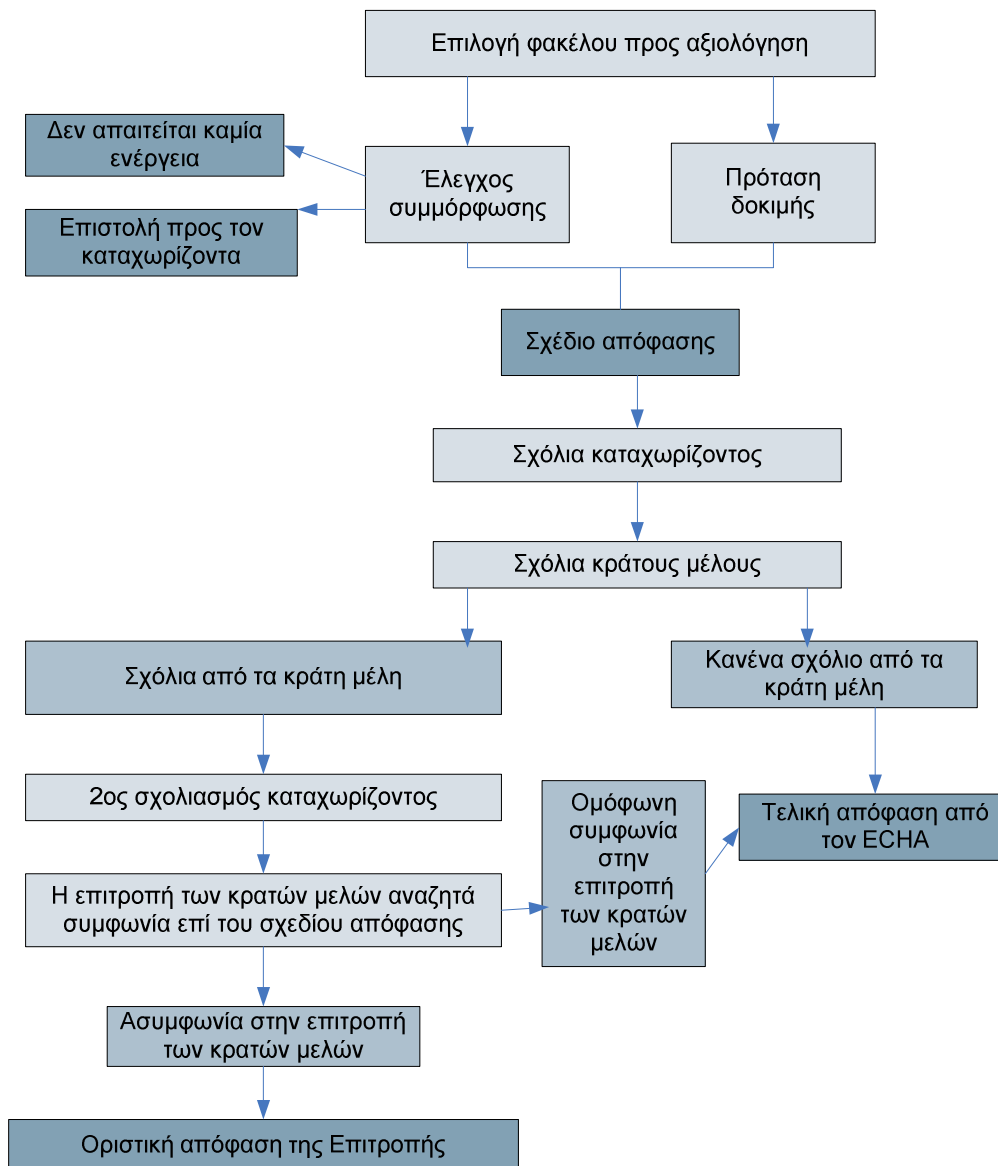 Επιλογή φακέλου προς αξιολόγηση
Δεν απαιτείται καμία
ενέργεια
Έλεγχος
συμμόρφωσης
Πρόταση
δοκιμής
Επιστολή προς τον
καταχωρίζοντα
Σχέδιο απόφασης
Σχόλια καταχωρίζοντος
Σχόλια κράτους μέλους
Σχόλια από τα κράτη μέλη
Κανένα σχόλιο από τα
κράτη μέλη
2ος σχολιασμός καταχωρίζοντος
Ομόφωνη
συμφωνία
στην
επιτροπή
των κρατών
μελών
Τελική απόφαση από
τον ECHA
Η επιτροπή των κρατών μελών αναζητά
συμφωνία επί του σχεδίου απόφασης
Ασυμφωνία στην επιτροπή
των κρατών μελών
Οριστική απόφαση της Επιτροπής